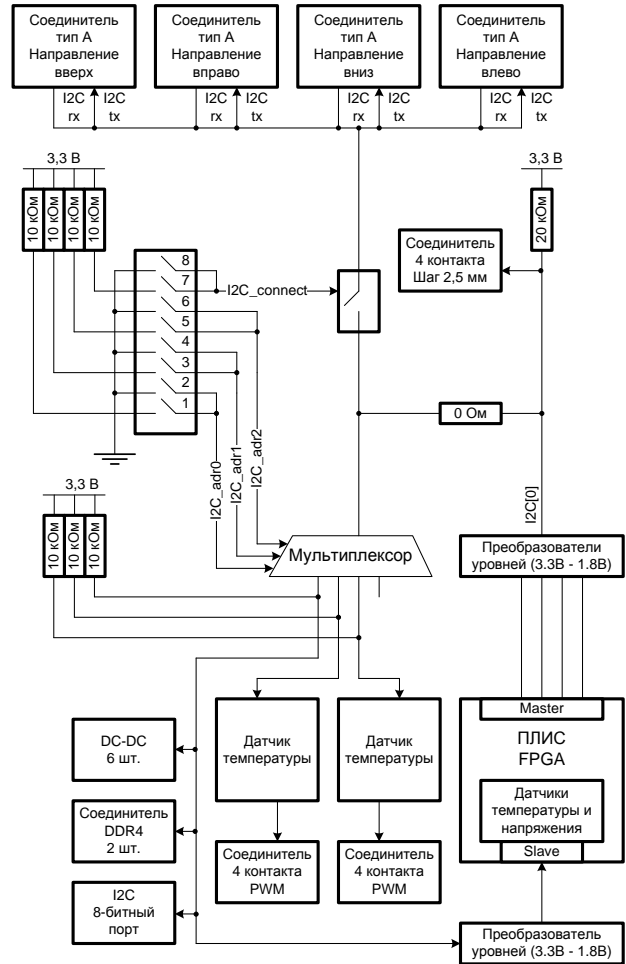 Соединитель
тип А
Направление
вверх
Соединитель
тип А
Направление
вправо
Соединитель
тип А
Направление
вниз
Соединитель
тип А
Направление
влево
I2C
rx
I2C
tx
I2C
rx
I2C
tx
I2C
rx
I2C
tx
I2C
rx
I2C
tx
3,3 В
10 кОм
10 кОм
10 кОм
10 кОм
3,3 В
20 кОм
Соединитель
4 контакта
Шаг 2,5 мм
8
7
6
5
4
3
2
1
I2C_connect
0 Ом
I2C_adr0
I2C_adr1
I2C_adr2
I2C[0]
3,3 В
10 кОм
10 кОм
10 кОм
Мультиплексор
Преобразователи
уровней (3.3В - 1.8В)
Master
ПЛИС
FPGA
Датчики
температуры и
напряжения
Slave
DC-DC
6 шт.
Датчик
температуры
Датчик
температуры
Соединитель
DDR4
2 шт.
Соединитель
4 контакта
PWM
Соединитель
4 контакта
PWM
I2C
8-битный
порт
Преобразователь
уровней (3.3В - 1.8В)